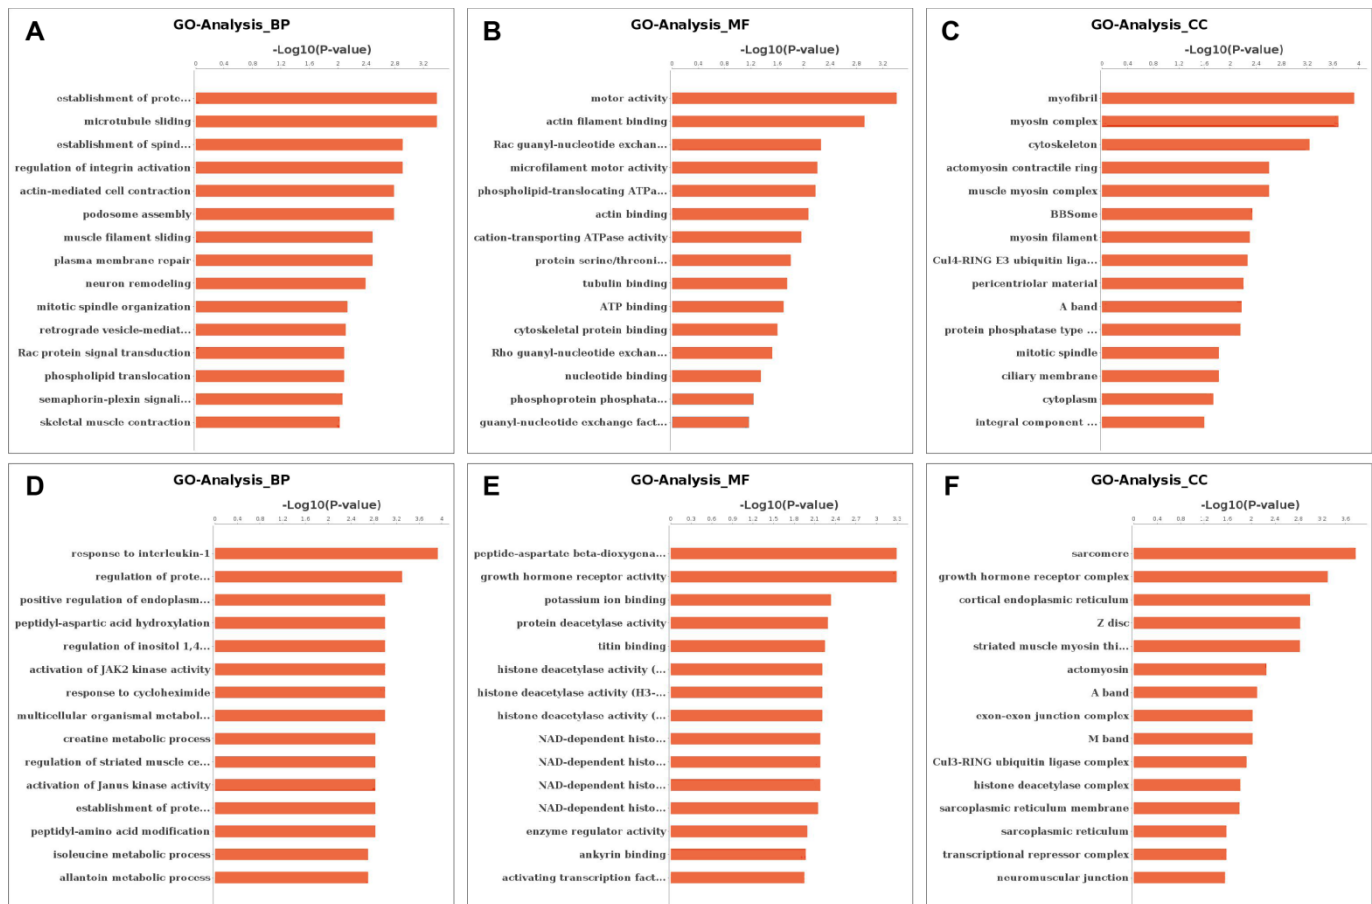 A
GO-Analysis_BP
-Log10(P-value)
0 0.4 0.8 1.2 1.6 2 2.4 2.8 3.2
establishment of prote...
microtubule sliding
establishment of spind...
regulation of integrin activation
actin-mediated cell contraction
podosome assembly
muscle filament sliding
plasma membrane repair
neuron remodeling
mitotic spindle organization
retrograde vesicle-mediat...
Rac protein signal transduction
phospholipid translocation
semaphorin-plexin signali...
skeletal muscle contraction
B
GO-Analysis_MF
-Log10(P-value)
0 0.4 0.8 1.2 1.6 2 2.4 2.8 3.2
motor activity
actin filament binding
Rac guanyl-nucleotide exchan...
microfilament motor activity
phospholipid-translocating ATPa...
actin binding
cation-transporting ATPase activity
protein serine/threoni...
tubulin binding
ATP binding
cytoskeletal protein binding
Rho guanyl-nucleotide exchan...
nucleotide binding
phosphoprotein phosphata...
guanyl-nucleotide exchange fact...
C
GO-Analysis_CC
-Log10(P-value)
0 0.4 0.8 1.2 1.6 2 2.4 2.8 3.2 3.6 4
myofibril
myosin complex
cytoskeleton
actomyosin contractile ring
muscle myosin complex
BBSome
myosin filament
Cul4-RING E3 ubiquitin liga...
pericentriolar material
A band
protein phosphatase type ...
mitotic spindle
ciliary membrane
cytoplasm
integral component ...
D
GO-Analysis_BP
-Log10(P-value)
0 0.4 0.8 1.2 1.6 2 2.4 2.8 3.2 3.6 4
response to interleukin-1
regulation of prote...
positive regulation of endoplasm...
peptidyl-aspartic acid hydroxylation
regulation of inositol 1,4...
activation of JAK2 kinase activity
response to cycloheximide
multicellular organismal metabol...
creatine metabolic process
regulation of striated muscle ce...
activation of Janus kinase activity
establishment of prote...
peptidyl-amino acid modification
isoleucine metabolic process
allantoin metabolic process
E
GO-Analysis_MF
-Log10(P-value)
0 0.3 0.6 0.9 1.2 1.5 1.8 2.1 2.4 2.7 3 3.3
peptide-aspartate beta-dioxygena...
growth hormone receptor activity
potassium ion binding
protein deacetylase activity
titin binding
histone deacetylase activity (...
histone deacetylase activity (H3-...
histone deacetylase activity (...
NAD-dependent histo...
NAD-dependent histo...
NAD-dependent histo...
NAD-dependent histo...
enzyme regulator activity
ankyrin binding
activating transcription fact...
F
GO-Analysis_CC
-Log10(P-value)
0 0.4 0.8 1.2 1.6 2 2.4 2.8 3.2 3.6
sarcomere
growth hormone receptor complex
cortical endoplasmic reticulum
Z disc
striated muscle myosin thi...
actomyosin
A band
exon-exon junction complex
M band
Cul3-RING ubiquitin ligase complex
histone deacetylase complex
sarcoplasmic reticulum membrane
sarcoplasmic reticulum
transcriptional repressor complex
neuromuscular junction